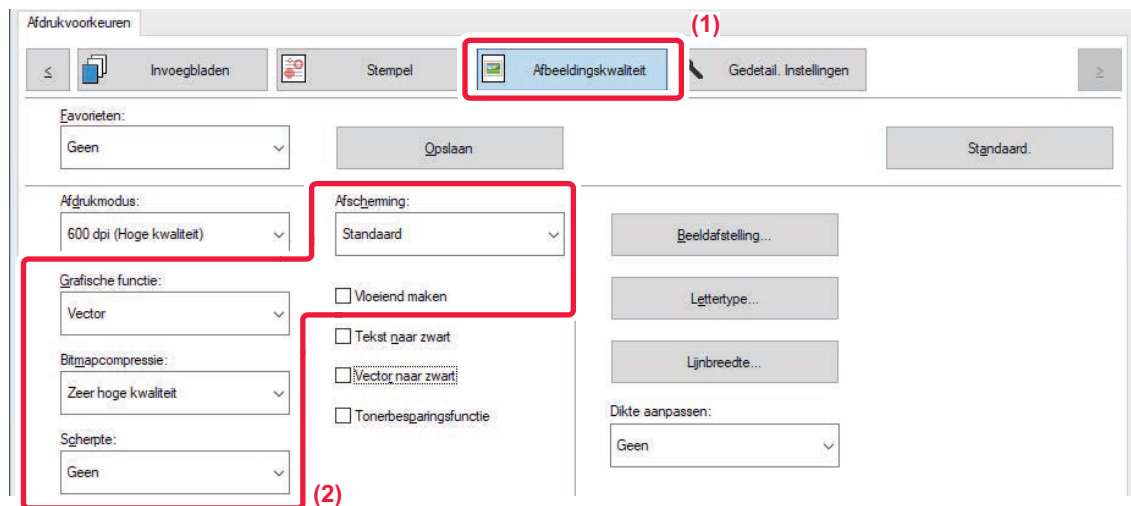 Afdrukvoorkeuren
(1)
≤ Invoegbladen Stempel Afbeeldingskwaliteit Gedetail. Instellingen ≥
Favorieten:
Geen Opslaan Standaard.
Afdrukmodus: Afscherming:
600 dpi (Hoge kwaliteit) Standaard Beeldafstelling...
Grafische functie:
Vector Vloeiend maken Lettertype...
Tekst naar zwart
Bitmapcompressie: Lijnbreedte...
Zeer hoge kwaliteit Vector naar zwart
Tonerbesparingsfunctie Dikte aanpassen:
Scherpte:
Geen Geen
(2)